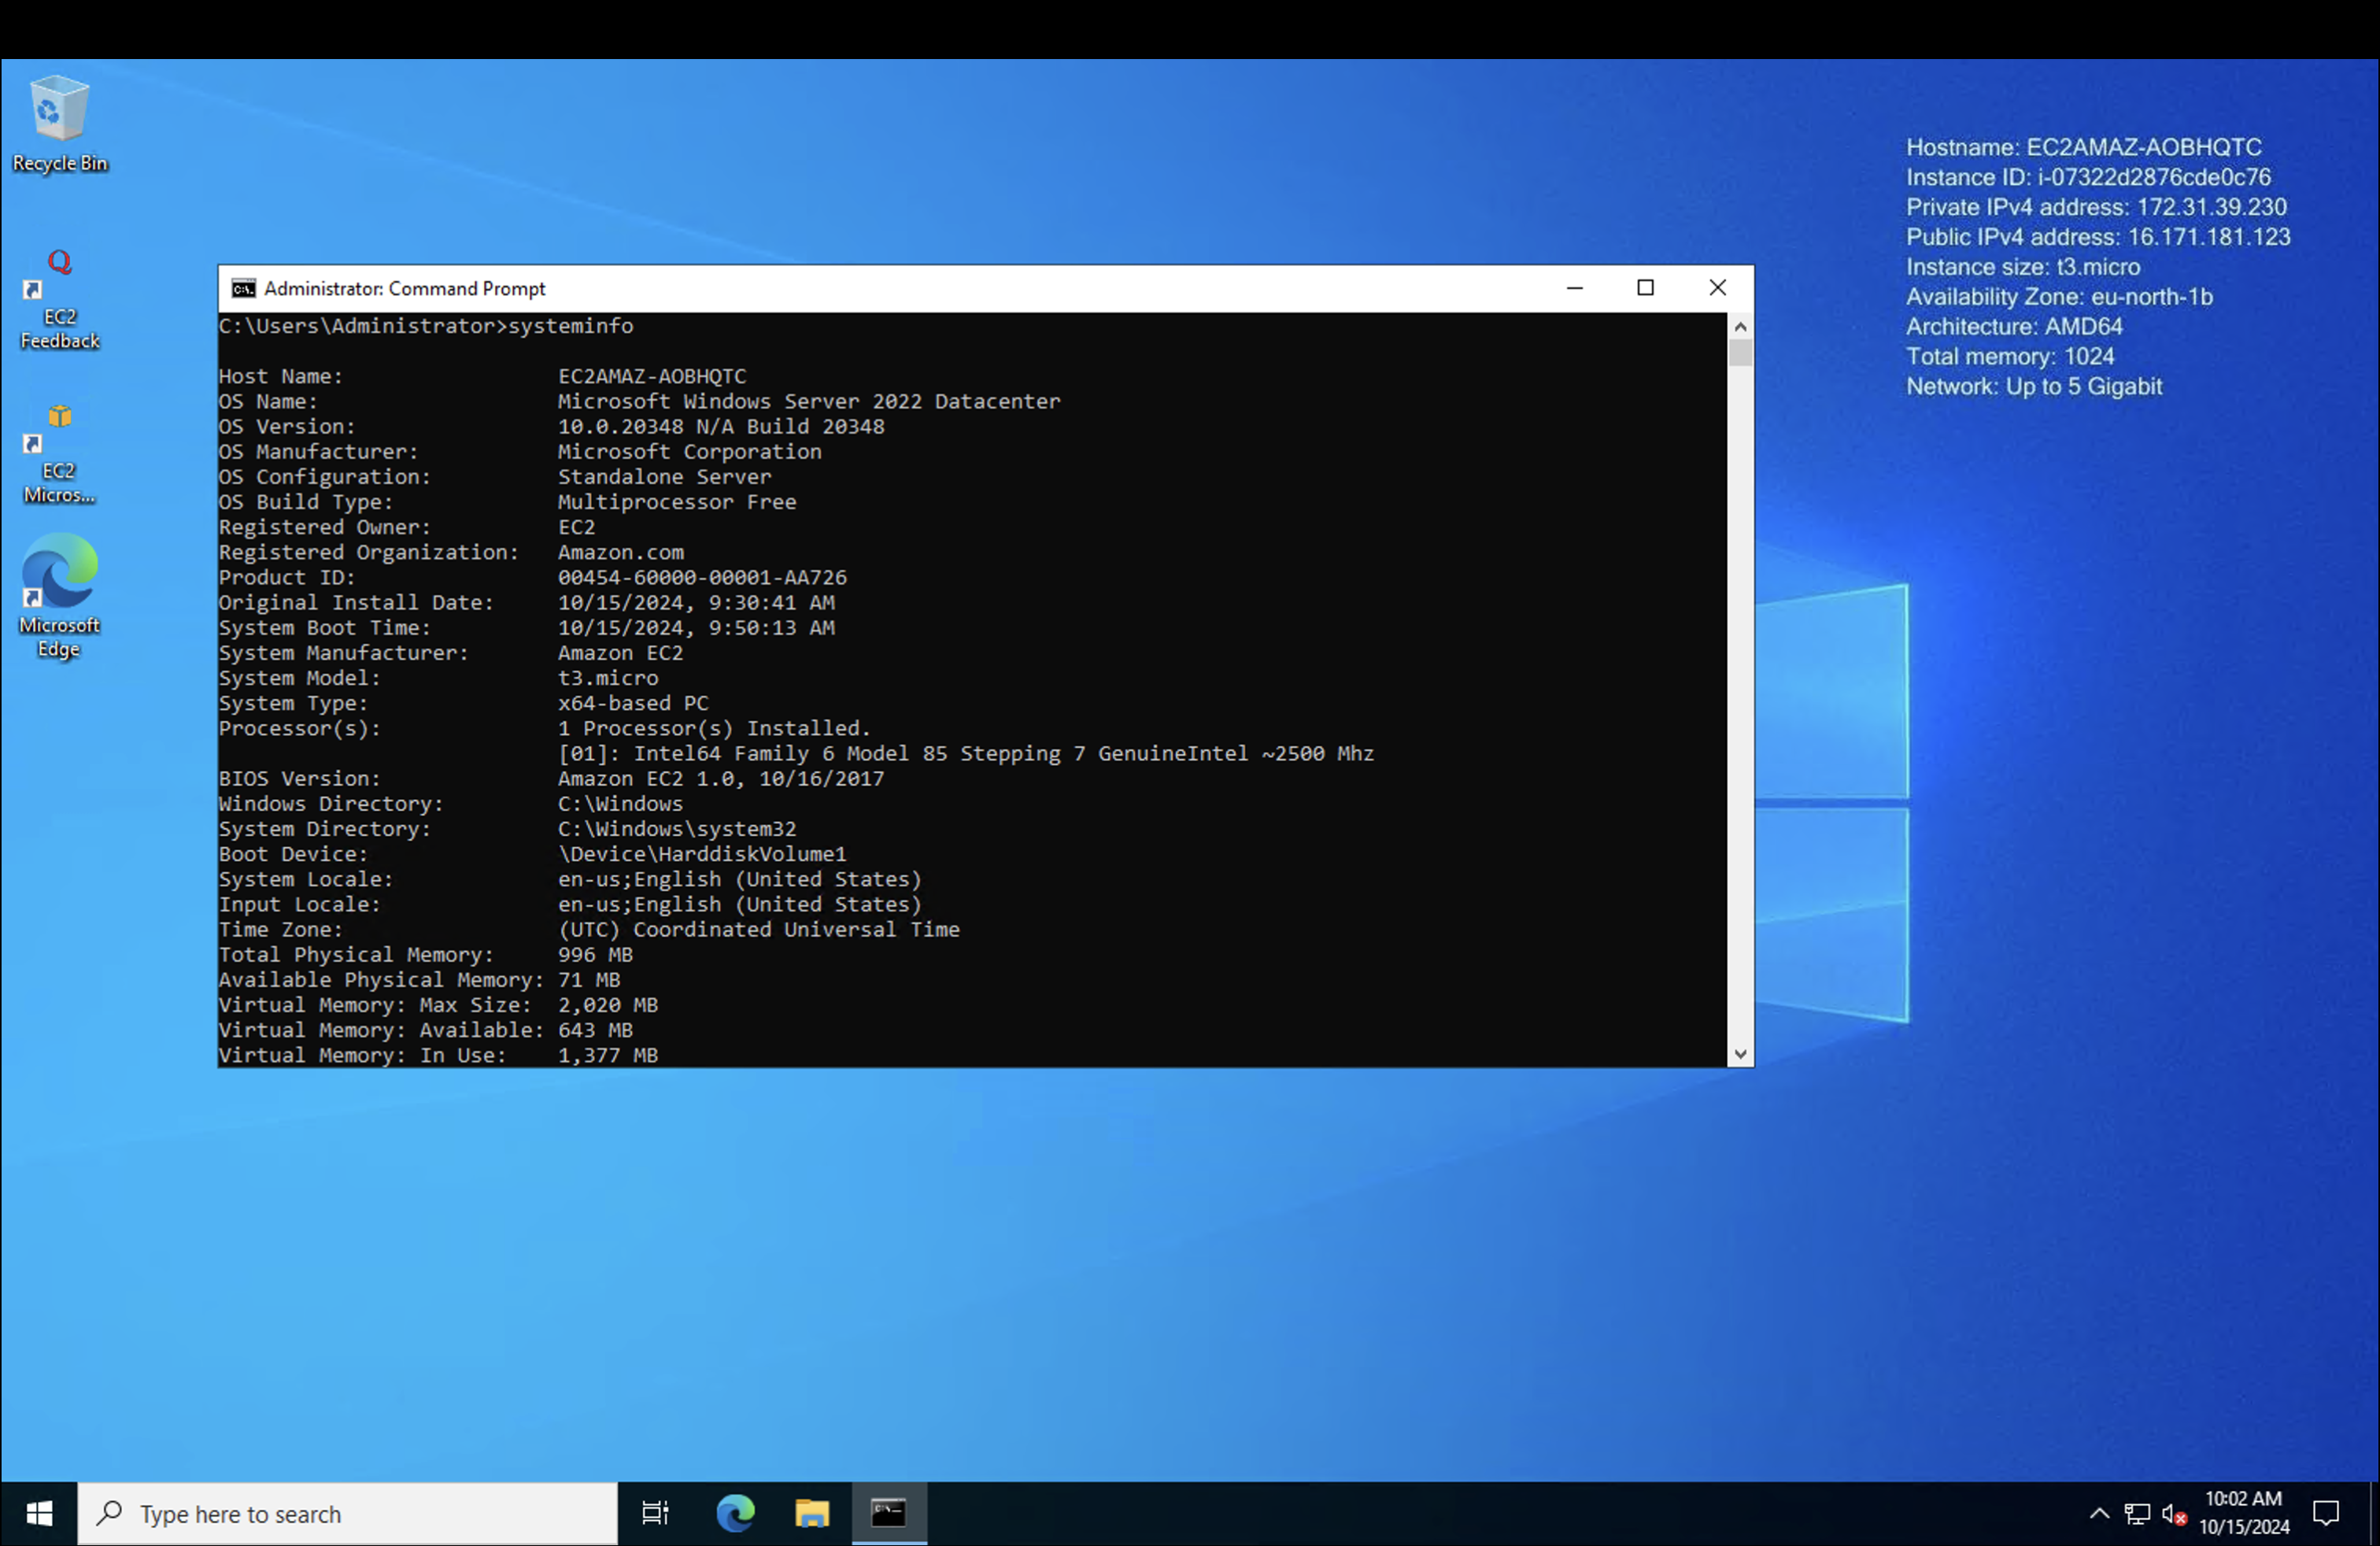 Recycle Bin
EC2
Feedback
EC2
Micros...
Microsoft
Edge
Hostname: EC2AMAZ-AOBHQTC
Instance ID: i-07322d2876cde0c76
Private IPv4 address: 172.31.39.230
Public IPv4 address: 16.171.181.123
Instance size: t3.micro
Availability Zone: eu-north-1b
Architecture: AMD64
Total memory: 1024
Network: Up to 5 Gigabit
Administrator: Command Prompt
C:\Users\Administrator>systeminfo
Host Name: EC2AMAZ-AOBHQTC
OS Name: Microsoft Windows Server 2022 Datacenter
OS Version: 10.0.20348 N/A Build 20348
OS Manufacturer: Microsoft Corporation
OS Configuration: Standalone Server
OS Build Type: Multiprocessor Free
Registered Owner: EC2
Registered Organization: Amazon.com
Product ID: 00454-60000-00001-AA726
Original Install Date: 10/15/2024, 9:30:41 AM
System Boot Time: 10/15/2024, 9:50:13 AM
System Manufacturer: Amazon EC2
System Model: t3.micro
System Type: x64-based PC
Processor(s): 1 Processor(s) Installed.
[01]: Intel64 Family 6 Model 85 Stepping 7 GenuineIntel ~2500 Mhz
BIOS Version: Amazon EC2 1.0, 10/16/2017
Windows Directory: C:\Windows
System Directory: C:\Windows\system32
Boot Device: \Device\HarddiskVolume1
System Locale: en-us;English (United States)
Input Locale: en-us;English (United States)
Time Zone: (UTC) Coordinated Universal Time
Total Physical Memory: 996 MB
Available Physical Memory: 71 MB
Virtual Memory: Max Size: 2,020 MB
Virtual Memory: Available: 643 MB
Virtual Memory: In Use: 1,377 MB
Type here to search
10:02 AM
10/15/2024